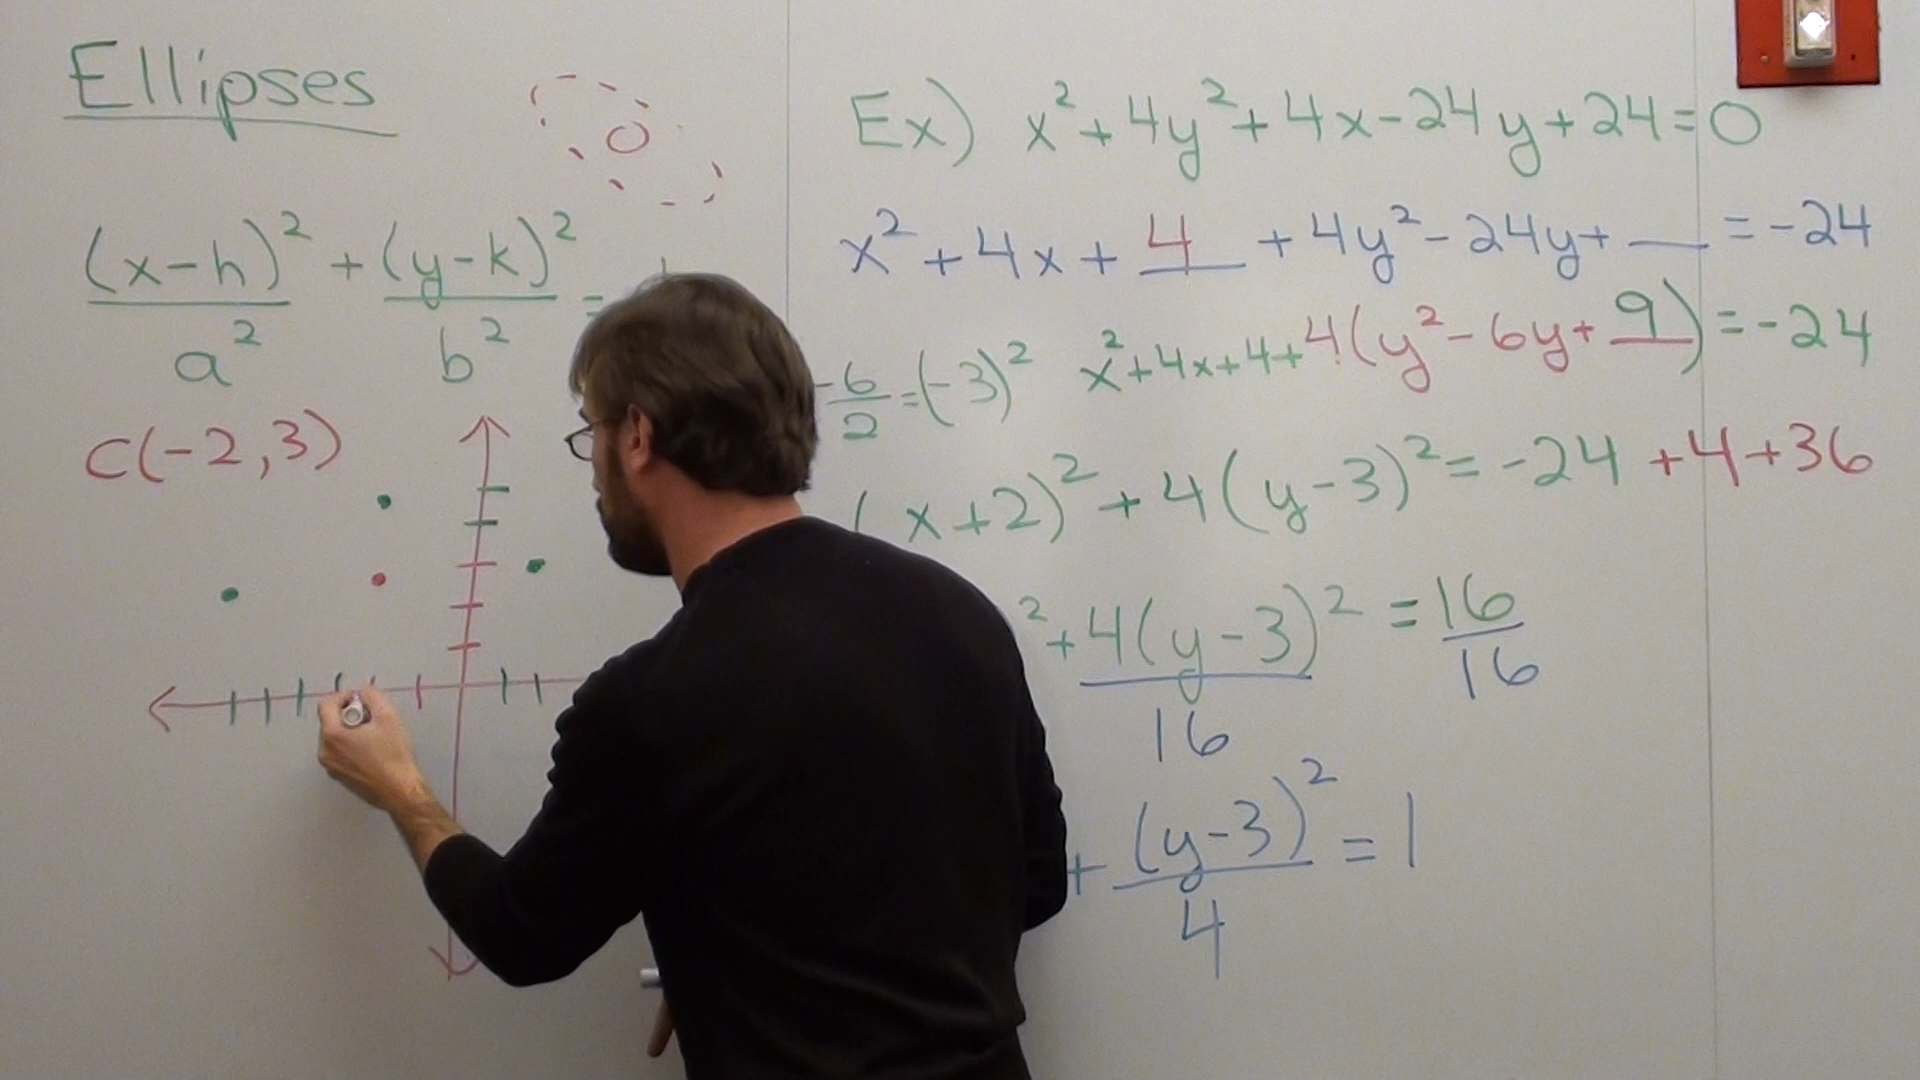 Ellipses
(x-h)²/a² + (y-k)²/b² =
C(-2,3)
Ex) x²+4y²+4x-24y+24=0
x²+4x+4+4y²-24y+__=-24
-6/2=(-3)² x²+4x+4+4(y²-6y+9)=-24
(x+2)²+4(y-3)²=-24+4+36
²+4(y-3)²/16=16/16
+(y-3)²/4=1